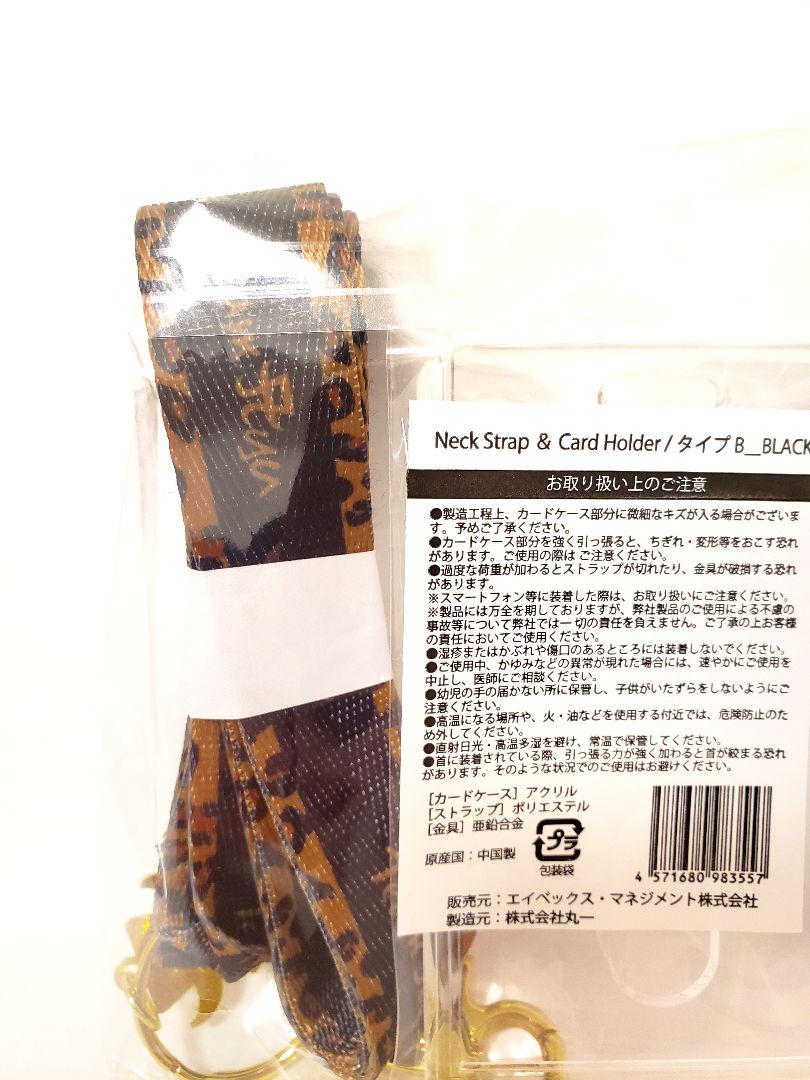 Neck Strap & Card Holder / タイプ B__BLACK
お取り扱い上のご注意
●製造工程上、カードケース部分に微細なキズが入る場合がございま
す。予めご了承ください。
●カードケース部分を強く引っ張ると、ちぎれ・変形等をおこす恐れ
があります。ご使用の際は ご注意ください。
●過度な荷重が加わるとストラップが切れたり、金具が破損する恐れ
があります。
※スマートフォン等に装着した際は、お取り扱いにご注意ください。
※製品には万全を期しておりますが、弊社製品のご使用による不慮の
事故等について弊社では一切の責任を負えません。ご了承の上お客様
の責任においてご使用ください。
●湿疹またはかぶれや傷口のあるところには装着しないでください。
●ご使用中、かゆみなどの異常が現れた場合には、速やかにご使用を
中止し、医師にご相談ください。
●幼児の手の届かない所に保管し、子供がいたずらをしないようにご
注意ください。
●高温になる場所や、火・油などを使用する付近では、危険防止のた
め外してください。
●直射日光・高温多湿を避け、常温で保管してください。
●首に装着されている際、引っ張る力が強く加わると首が絞まる恐れ
があります。そのような状況でのご使用はお避けください。
[カードケース] アクリル
[ストラップ] ポリエステル
[金具] 亜鉛合金
原産国：中国製
プラ
包装袋
4 571680 983557
販売元：エイベックス・マネジメント株式会社
製造元：株式会社丸一